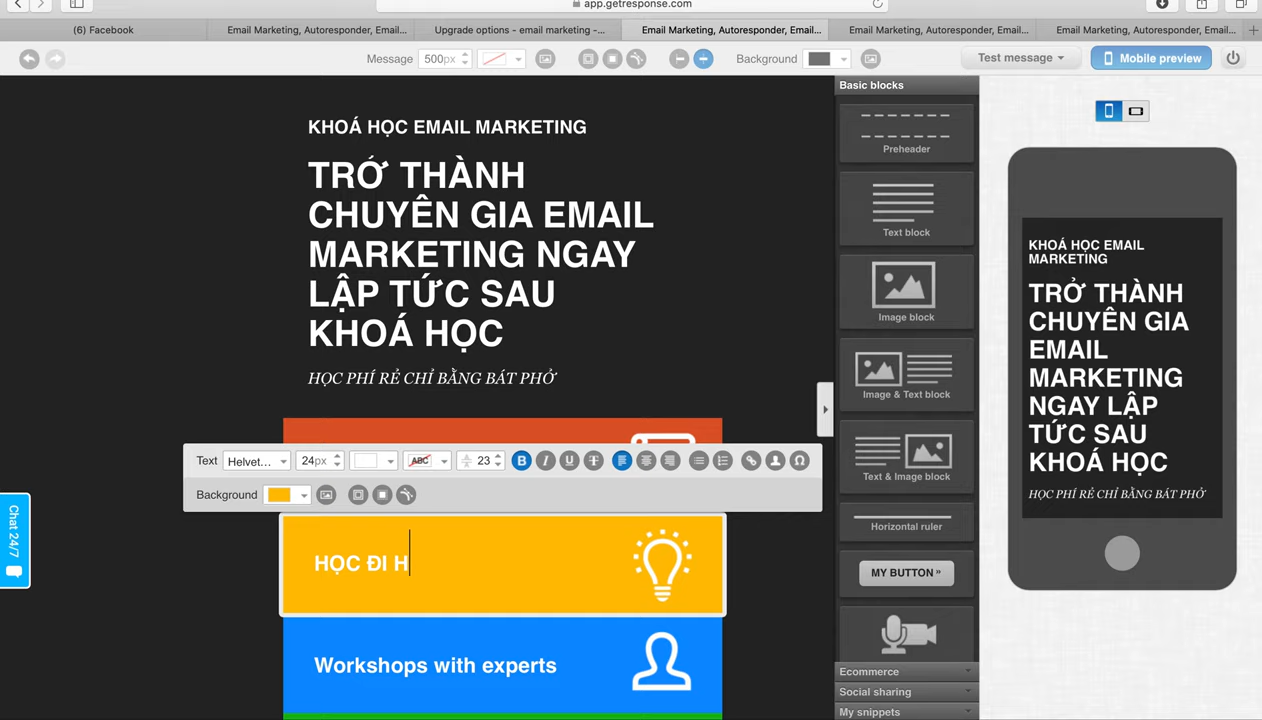 app.getresponse.com
(6) Facebook
Email Marketing, Autoresponder, Email...
Upgrade options - email marketing -...
Email Marketing, Autoresponder, Email...
Email Marketing, Autoresponder, Email...
Email Marketing, Autoresponder, Email...
Message
500px
Background
Test message
Mobile preview
KHOÁ HỌC EMAIL MARKETING
TRỞ THÀNH
CHUYÊN GIA EMAIL
MARKETING NGAY
LẬP TỨC SAU
KHOÁ HỌC
HỌC PHÍ RẺ CHỈ BẰNG BÁT PHỞ
Text
Helvet...
24px
ABC
23
B
I
U
T
Ω
Background
HỌC ĐI H
Workshops with experts
Chat 24/7
Basic blocks
Preheader
Text block
Image block
Image & Text block
Text & Image block
Horizontal ruler
MY BUTTON »
Ecommerce
Social sharing
My snippets
KHOÁ HỌC EMAIL
MARKETING
TRỞ THÀNH
CHUYÊN GIA
EMAIL
MARKETING
NGAY LẬP
TỨC SAU
KHOÁ HỌC
HỌC PHÍ RẺ CHỈ BẰNG BÁT PHỞ